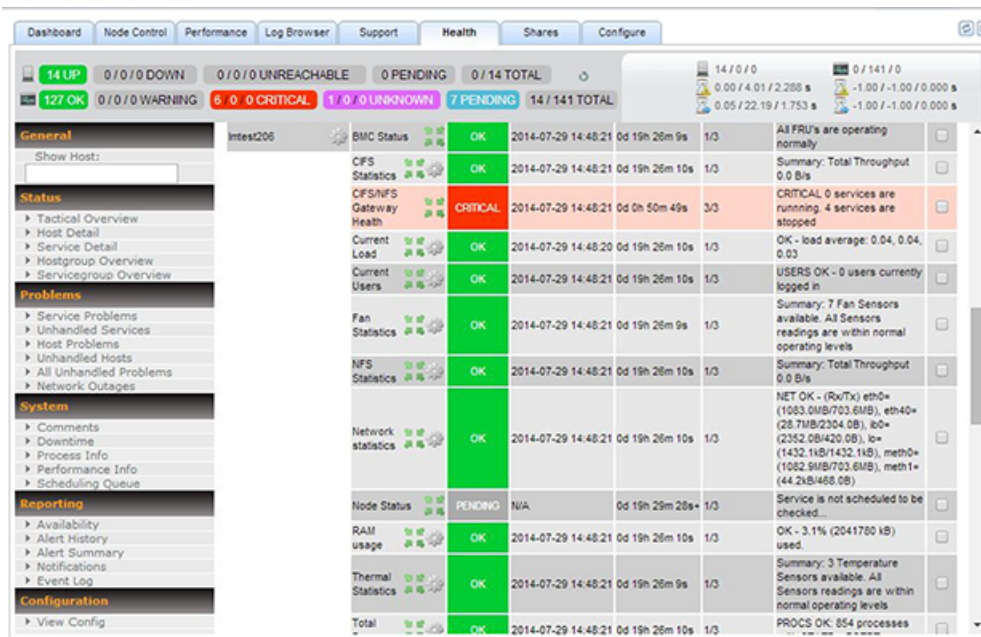 Dashboard Node Control Performance Log Browser Support Health Shares Configure
14 UP 0 / 0 / 0 DOWN 0 / 0 / 0 UNREACHABLE 0 PENDING 0 / 14 TOTAL
127 OK 0 / 0 / 0 WARNING 6 / 0 / 0 CRITICAL 1 / 0 / 0 UNKNOWN 7 PENDING 14 / 141 TOTAL
14 / 0 / 0 0 / 141 / 0
0.00 / 4.01 / 2.288 s -1.00 / -1.00 / 0.000 s
0.05 / 22.19 / 1.753 s -1.00 / -1.00 / 0.000 s
General
Show Host:
Status
Tactical Overview
Host Detail
Service Detail
Hostgroup Overview
Servicegroup Overview
Problems
Service Problems
Unhandled Services
Host Problems
Unhandled Hosts
All Unhandled Problems
Network Outages
System
Comments
Downtime
Process Info
Performance Info
Scheduling Queue
Reporting
Availability
Alert History
Alert Summary
Notifications
Event Log
Configuration
View Config
lmtest206
BMC Status OK 2014-07-29 14:48:21 0d 19h 26m 9s 1/3 All FRU's are operating
normally
CIFS
Statistics OK 2014-07-29 14:48:21 0d 19h 26m 10s 1/3 Summary: Total Throughput
0.0 B/s
CIFS/NFS
Gateway
Health CRITICAL 2014-07-29 14:48:21 0d 0h 50m 49s 3/3 CRITICAL 0 services are
runnning. 4 services are
stopped
Current
Load OK 2014-07-29 14:48:20 0d 19h 26m 10s 1/3 OK - load average: 0.04, 0.04,
0.03
Current
Users OK 2014-07-29 14:48:21 0d 19h 26m 10s 1/3 USERS OK - 0 users currently
logged in
Fan
Statistics OK 2014-07-29 14:48:21 0d 19h 26m 9s 1/3 Summary: 7 Fan Sensors
available. All Sensors
readings are within normal
operating levels
NFS
Statistics OK 2014-07-29 14:48:21 0d 19h 26m 10s 1/3 Summary: Total Throughput
0.0 B/s
Network
statistics OK 2014-07-29 14:48:21 0d 19h 26m 10s 1/3 NET OK - (Rx/Tx) eth0=
(1083.0MB/703.6MB), eth40=
(28.7MB/2304.0B), ib0=
(2352.0B/420.0B), lo=
(1432.1kB/1432.1kB), meth0=
(1082.9MB/703.6MB), meth1=
(44.2kB/468.0B)
Node Status PENDING N/A 0d 19h 29m 28s+ 1/3 Service is not scheduled to be
checked...
RAM
usage OK 2014-07-29 14:48:21 0d 19h 26m 10s 1/3 OK - 3.1% (2041780 kB)
used.
Thermal
Statistics OK 2014-07-29 14:48:21 0d 19h 26m 9s 1/3 Summary: 3 Temperature
Sensors available. All
Sensors readings are within
normal operating levels
Total
OK 2014-07-29 14:48:21 0d 19h 26m 10s 1/3 PROCS OK: 854 processes